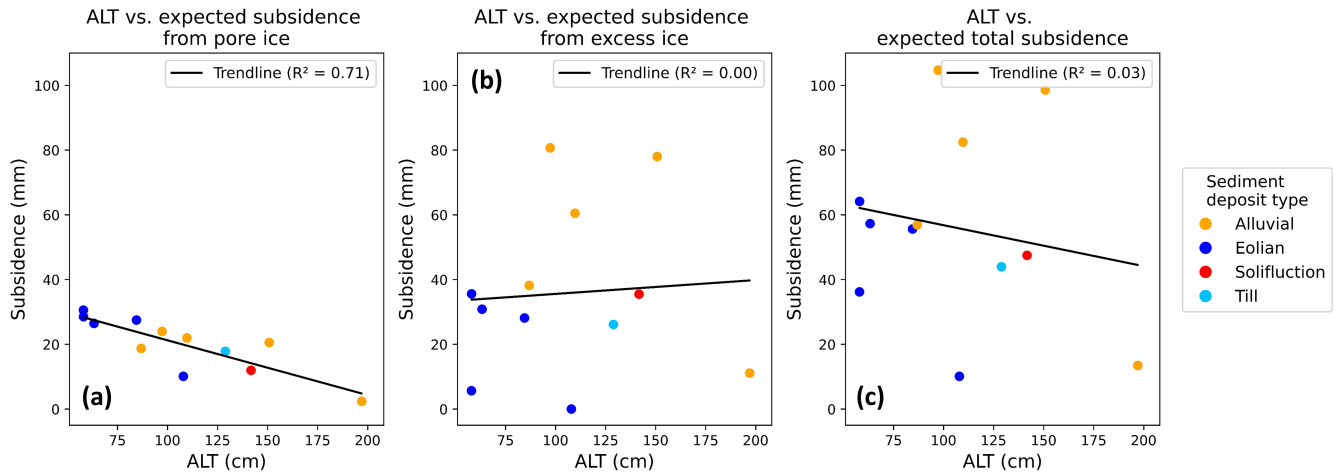 ALT vs. expected subsidence
from pore ice
Trendline (R² = 0.71)
100
80
60
40
20
0
Subsidence (mm)
(a)
75 100 125 150 175 200
ALT (cm)
ALT vs. expected subsidence
from excess ice
(b)
Trendline (R² = 0.00)
100
80
60
40
20
0
Subsidence (mm)
75 100 125 150 175 200
ALT (cm)
ALT vs.
expected total subsidence
Trendline (R² = 0.03)
100
80
60
40
20
0
Subsidence (mm)
(c)
75 100 125 150 175 200
ALT (cm)
Sediment
deposit type
Alluvial
Eolian
Solifluction
Till